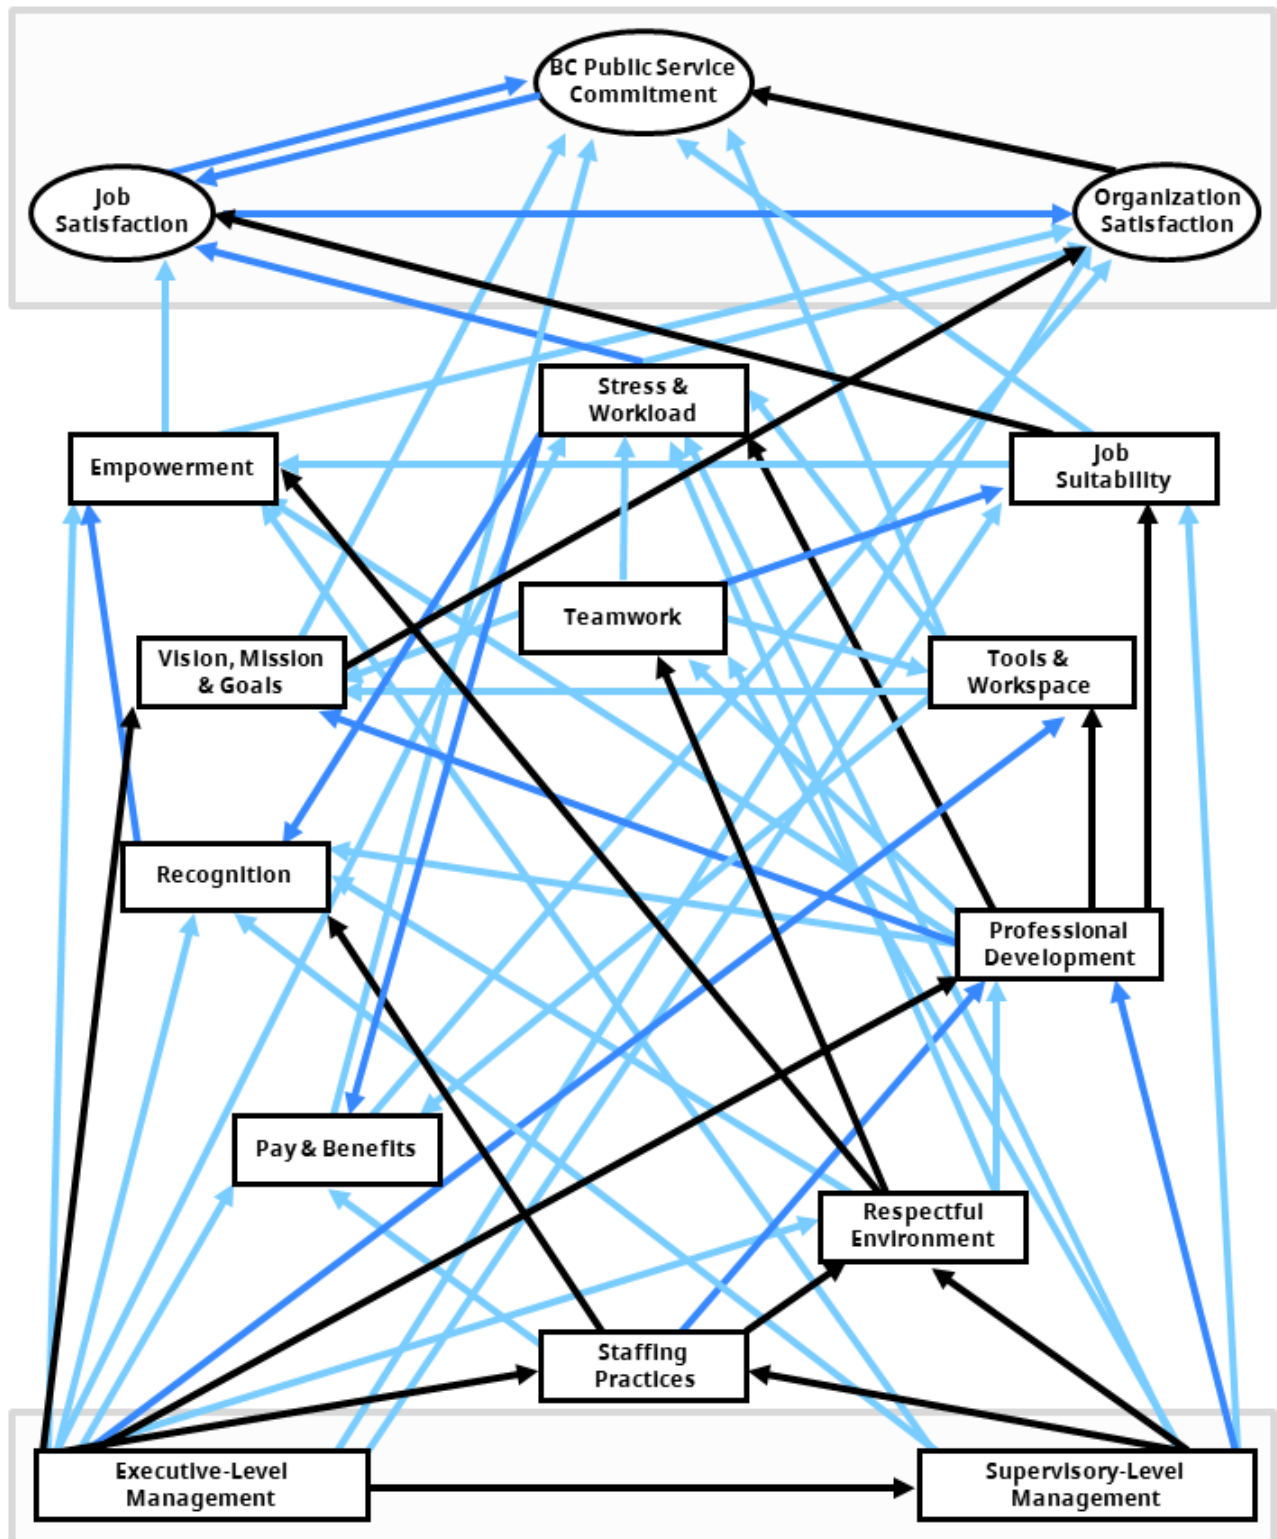 BC Public Service
Commitment
Job
Satisfaction
Organization
Satisfaction
Stress &
Workload
Empowerment
Job
Suitability
Teamwork
Vision, Mission
& Goals
Tools &
Workspace
Recognition
Professional
Development
Pay & Benefits
Respectful
Environment
Staffing
Practices
Executive-Level
Management
Supervisory-Level
Management